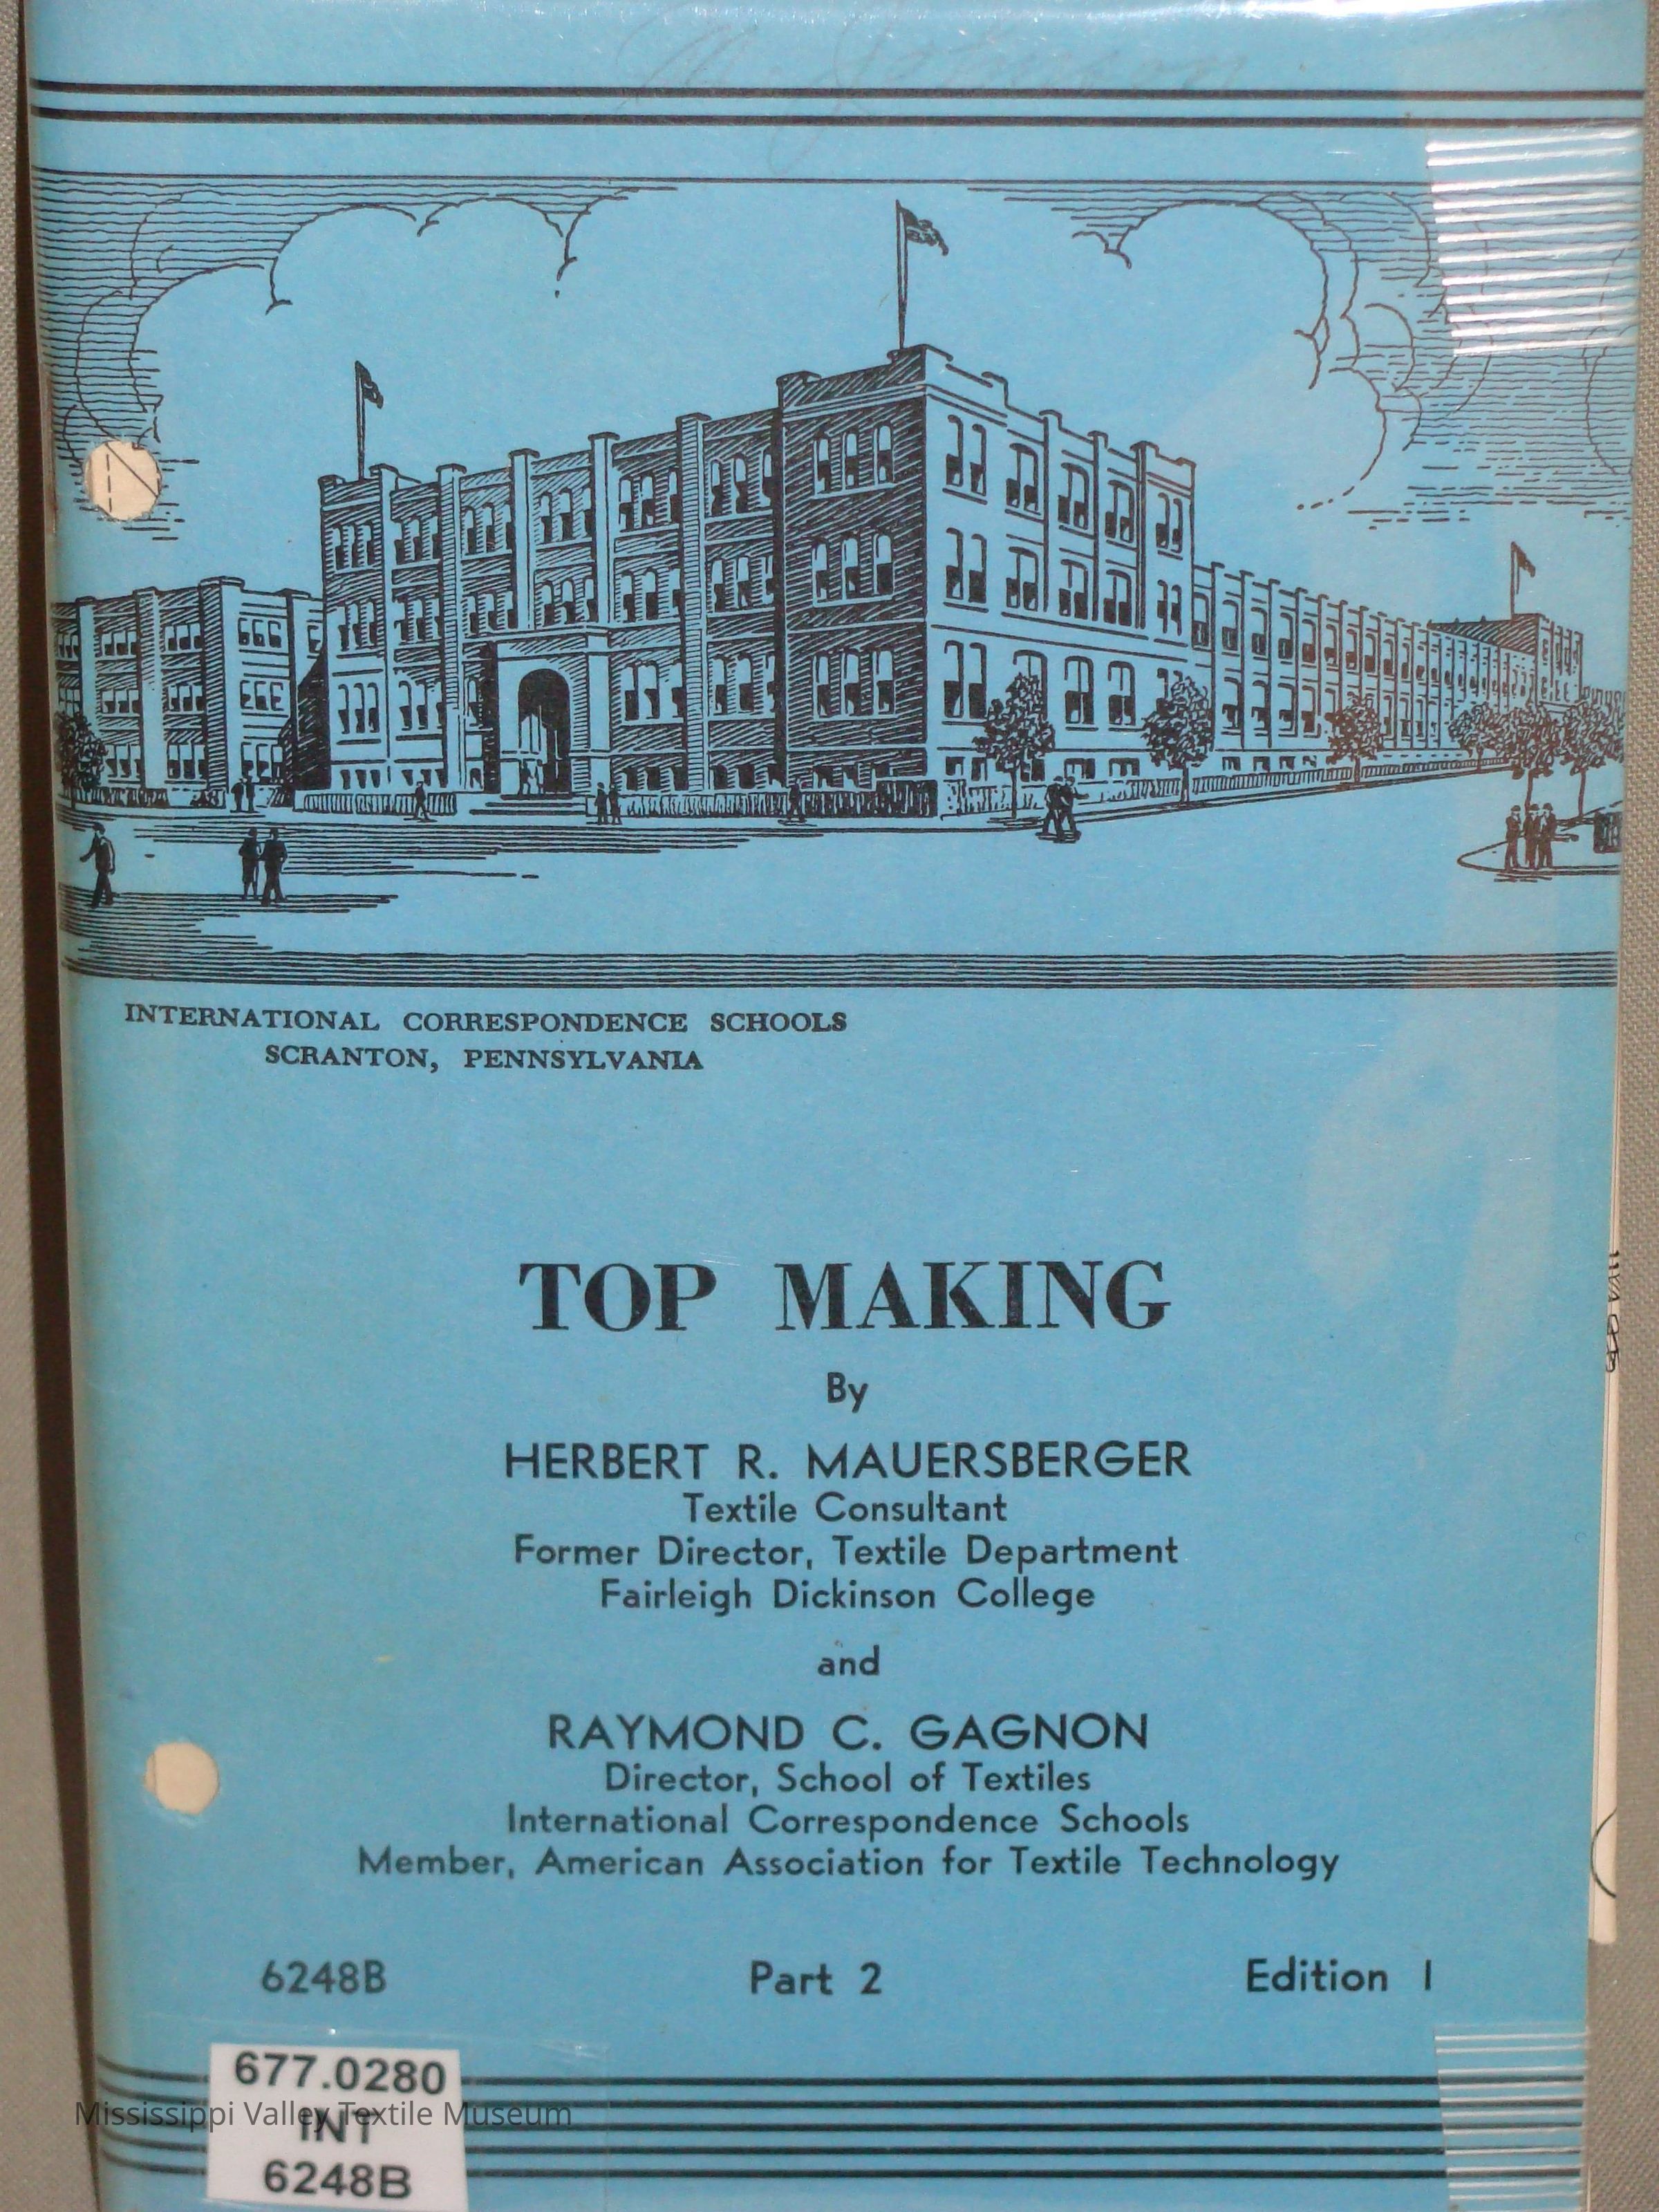 INTERNATIONAL CORRESPONDENCE SCHOOLS
SCRANTON, PENNSYLVANIA
TOP MAKING
By
HERBERT R. MAUERSBERGER
Textile Consultant
Former Director, Textile Department
Fairleigh Dickinson College
and
RAYMOND C. GAGNON
Director, School of Textiles
International Correspondence Schools
Member, American Association for Textile Technology
6248B Part 2 Edition 1
677.0280
Mississippi Valley Textile Museum
INT
6248B